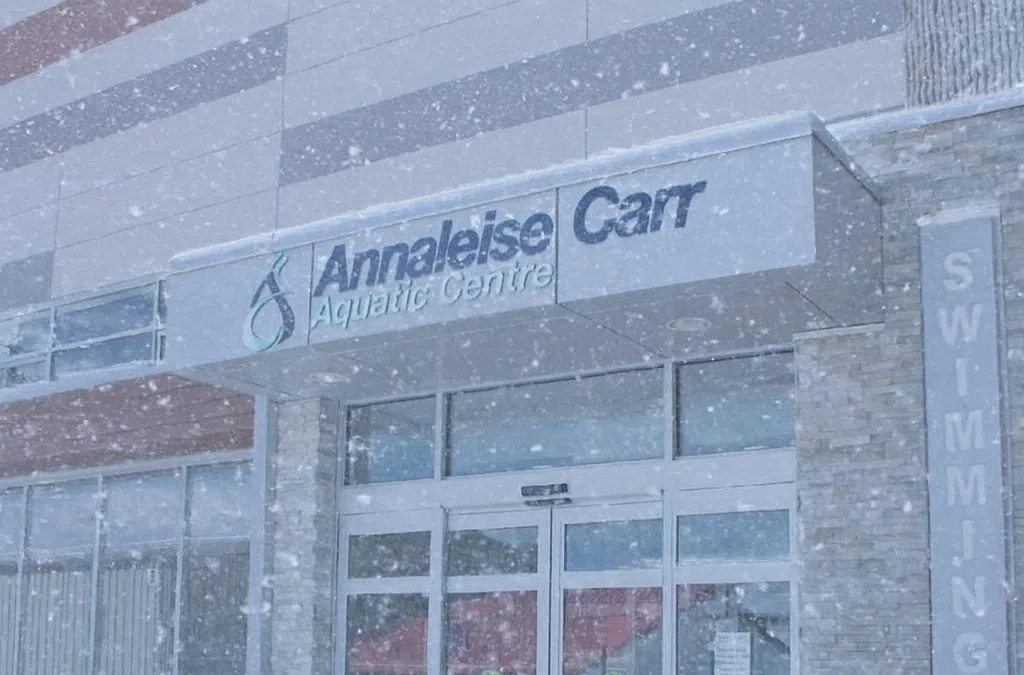 Annaleise Carr
Aquatic Centre
SWIMMING